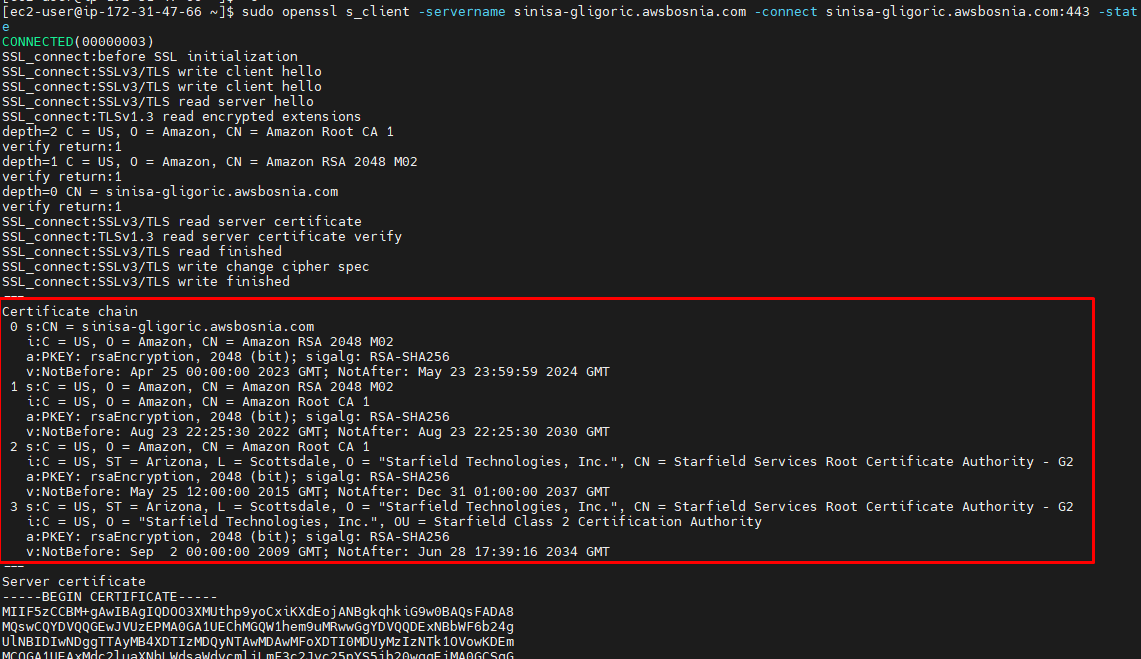 [ec2-user@ip-172-31-47-66 ~]$ sudo openssl s_client -servername sinisa-gligoric.awsbosnia.com -connect sinisa-gligoric.awsbosnia.com:443 -stat
e
CONNECTED(00000003)
SSL_connect:before SSL initialization
SSL_connect:SSLv3/TLS write client hello
SSL_connect:SSLv3/TLS write client hello
SSL_connect:SSLv3/TLS read server hello
SSL_connect:TLSv1.3 read encrypted extensions
depth=2 C = US, O = Amazon, CN = Amazon Root CA 1
verify return:1
depth=1 C = US, O = Amazon, CN = Amazon RSA 2048 M02
verify return:1
depth=0 CN = sinisa-gligoric.awsbosnia.com
verify return:1
SSL_connect:SSLv3/TLS read server certificate
SSL_connect:TLSv1.3 read server certificate verify
SSL_connect:SSLv3/TLS read finished
SSL_connect:SSLv3/TLS write change cipher spec
SSL_connect:SSLv3/TLS write finished
---
Certificate chain
0 s:CN = sinisa-gligoric.awsbosnia.com
i:C = US, O = Amazon, CN = Amazon RSA 2048 M02
a:PKEY: rsaEncryption, 2048 (bit); sigalg: RSA-SHA256
v:NotBefore: Apr 25 00:00:00 2023 GMT; NotAfter: May 23 23:59:59 2024 GMT
1 s:C = US, O = Amazon, CN = Amazon RSA 2048 M02
i:C = US, O = Amazon, CN = Amazon Root CA 1
a:PKEY: rsaEncryption, 2048 (bit); sigalg: RSA-SHA256
v:NotBefore: Aug 23 22:25:30 2022 GMT; NotAfter: Aug 23 22:25:30 2030 GMT
2 s:C = US, O = Amazon, CN = Amazon Root CA 1
i:C = US, ST = Arizona, L = Scottsdale, O = "Starfield Technologies, Inc.", CN = Starfield Services Root Certificate Authority - G2
a:PKEY: rsaEncryption, 2048 (bit); sigalg: RSA-SHA256
v:NotBefore: May 25 12:00:00 2015 GMT; NotAfter: Dec 31 01:00:00 2037 GMT
3 s:C = US, ST = Arizona, L = Scottsdale, O = "Starfield Technologies, Inc.", CN = Starfield Services Root Certificate Authority - G2
i:C = US, O = "Starfield Technologies, Inc.", OU = Starfield Class 2 Certification Authority
a:PKEY: rsaEncryption, 2048 (bit); sigalg: RSA-SHA256
v:NotBefore: Sep  2 00:00:00 2009 GMT; NotAfter: Jun 28 17:39:16 2034 GMT
---
Server certificate
-----BEGIN CERTIFICATE-----
MIIF5zCCBM+gAwIBAgIQDOO3XMUthp9yoCxiKXdEojANBgkqhkiG9w0BAQsFADA8
MQswCQYDVQQGEwJVUzEPMA0GA1UEChMGQW1hem9uMRwwGgYDVQQDExNBbWF6b24g
UlNBIDIwNDggTTAyMB4XDTIzMDQyNTAwMDAwMFoXDTI0MDUyMzIzNTk1OVowKDEm